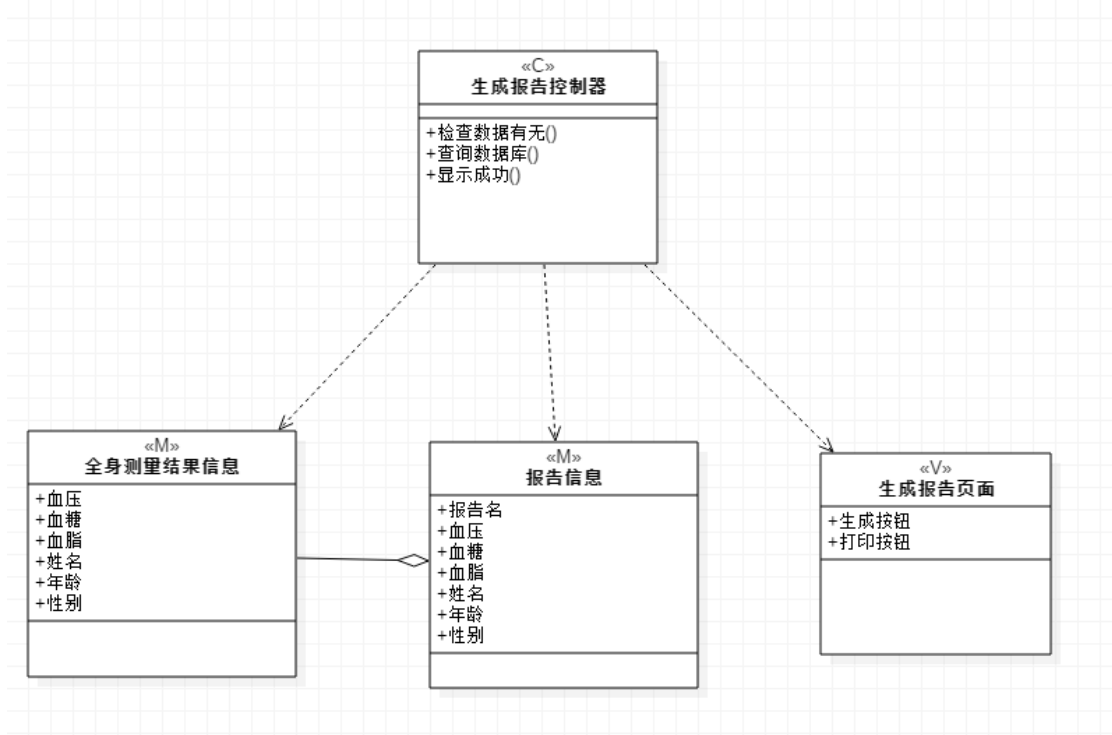 «C»
生成报告控制器
+检查数据有无()
+查询数据库()
+显示成功()
«M»
全身测量结果信息
+血压
+血糖
+血脂
+姓名
+年龄
+性别
«M»
报告信息
+报告名
+血压
+血糖
+血脂
+姓名
+年龄
+性别
«V»
生成报告页面
+生成按钮
+打印按钮